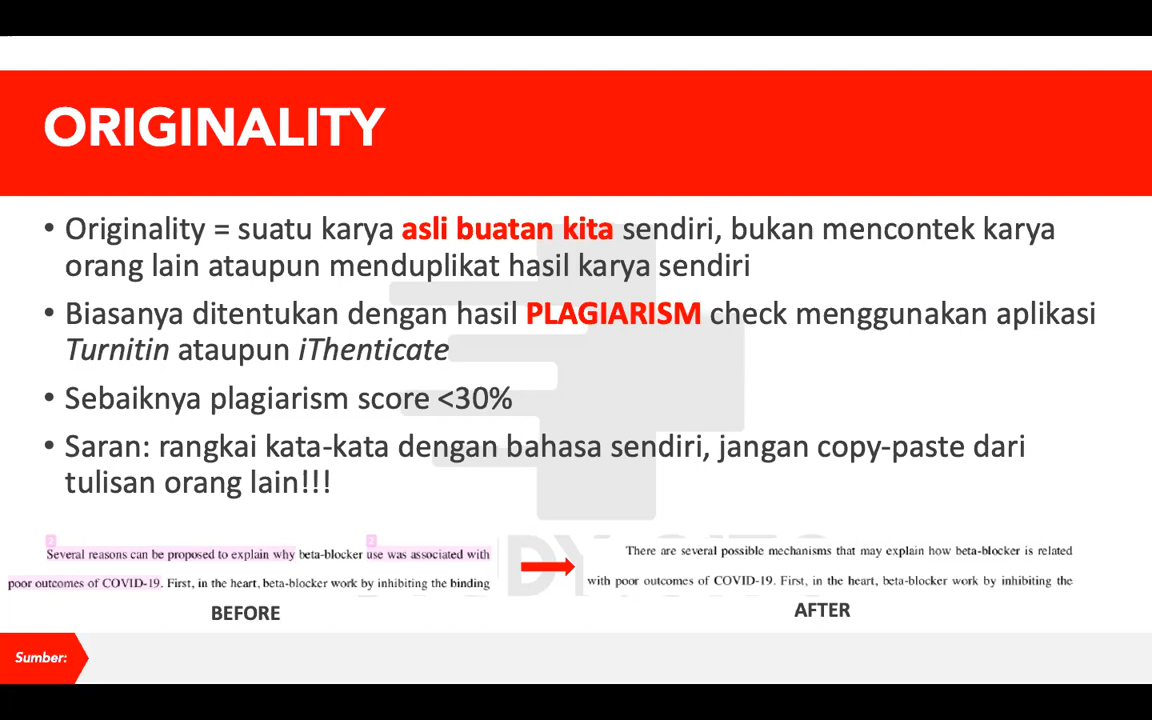 ORIGINALITY
• Originality = suatu karya asli buatan kita sendiri, bukan mencontek karya
orang lain ataupun menduplikat hasil karya sendiri
• Biasanya ditentukan dengan hasil PLAGIARISM check menggunakan aplikasi
Turnitin ataupun iThenticate
• Sebaiknya plagiarism score <30%
• Saran: rangkai kata-kata dengan bahasa sendiri, jangan copy-paste dari
tulisan orang lain!!!
2 2
Several reasons can be proposed to explain why beta-blocker use was associated with
poor outcomes of COVID-19. First, in the heart, beta-blocker work by inhibiting the binding
BEFORE
There are several possible mechanisms that may explain how beta-blocker is related
with poor outcomes of COVID-19. First, in the heart, beta-blocker work by inhibiting the
AFTER
Sumber: